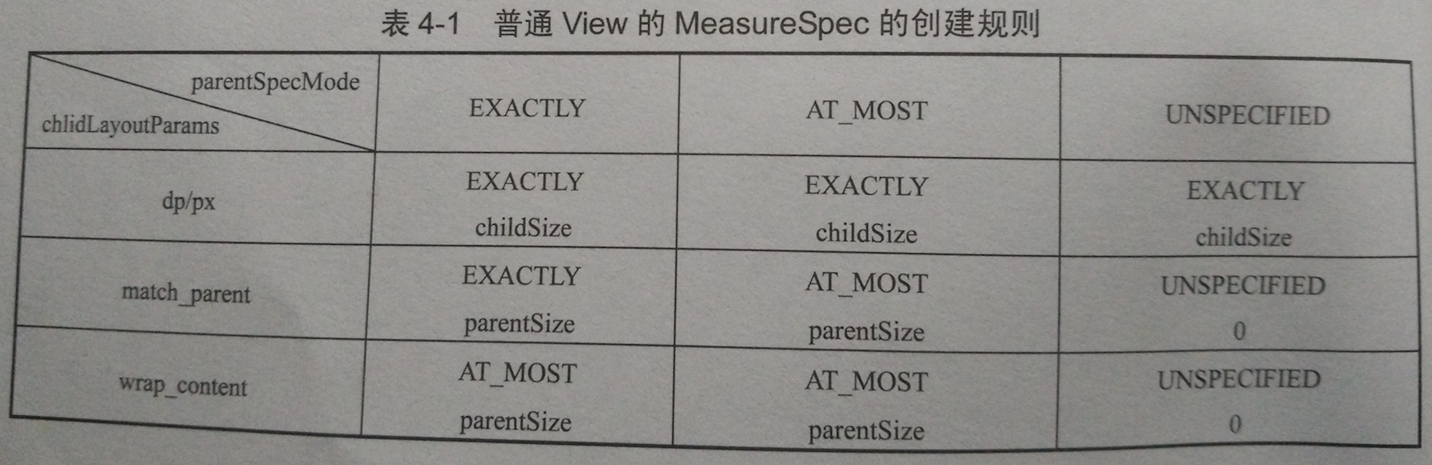 表 4-1 普通 View 的 MeasureSpec 的创建规则
parentSpecMode
chlidLayoutParams
EXACTLY
AT_MOST
UNSPECIFIED
dp/px
EXACTLY
childSize
EXACTLY
childSize
EXACTLY
childSize
match_parent
EXACTLY
parentSize
AT_MOST
parentSize
UNSPECIFIED
0
wrap_content
AT_MOST
parentSize
AT_MOST
parentSize
UNSPECIFIED
0